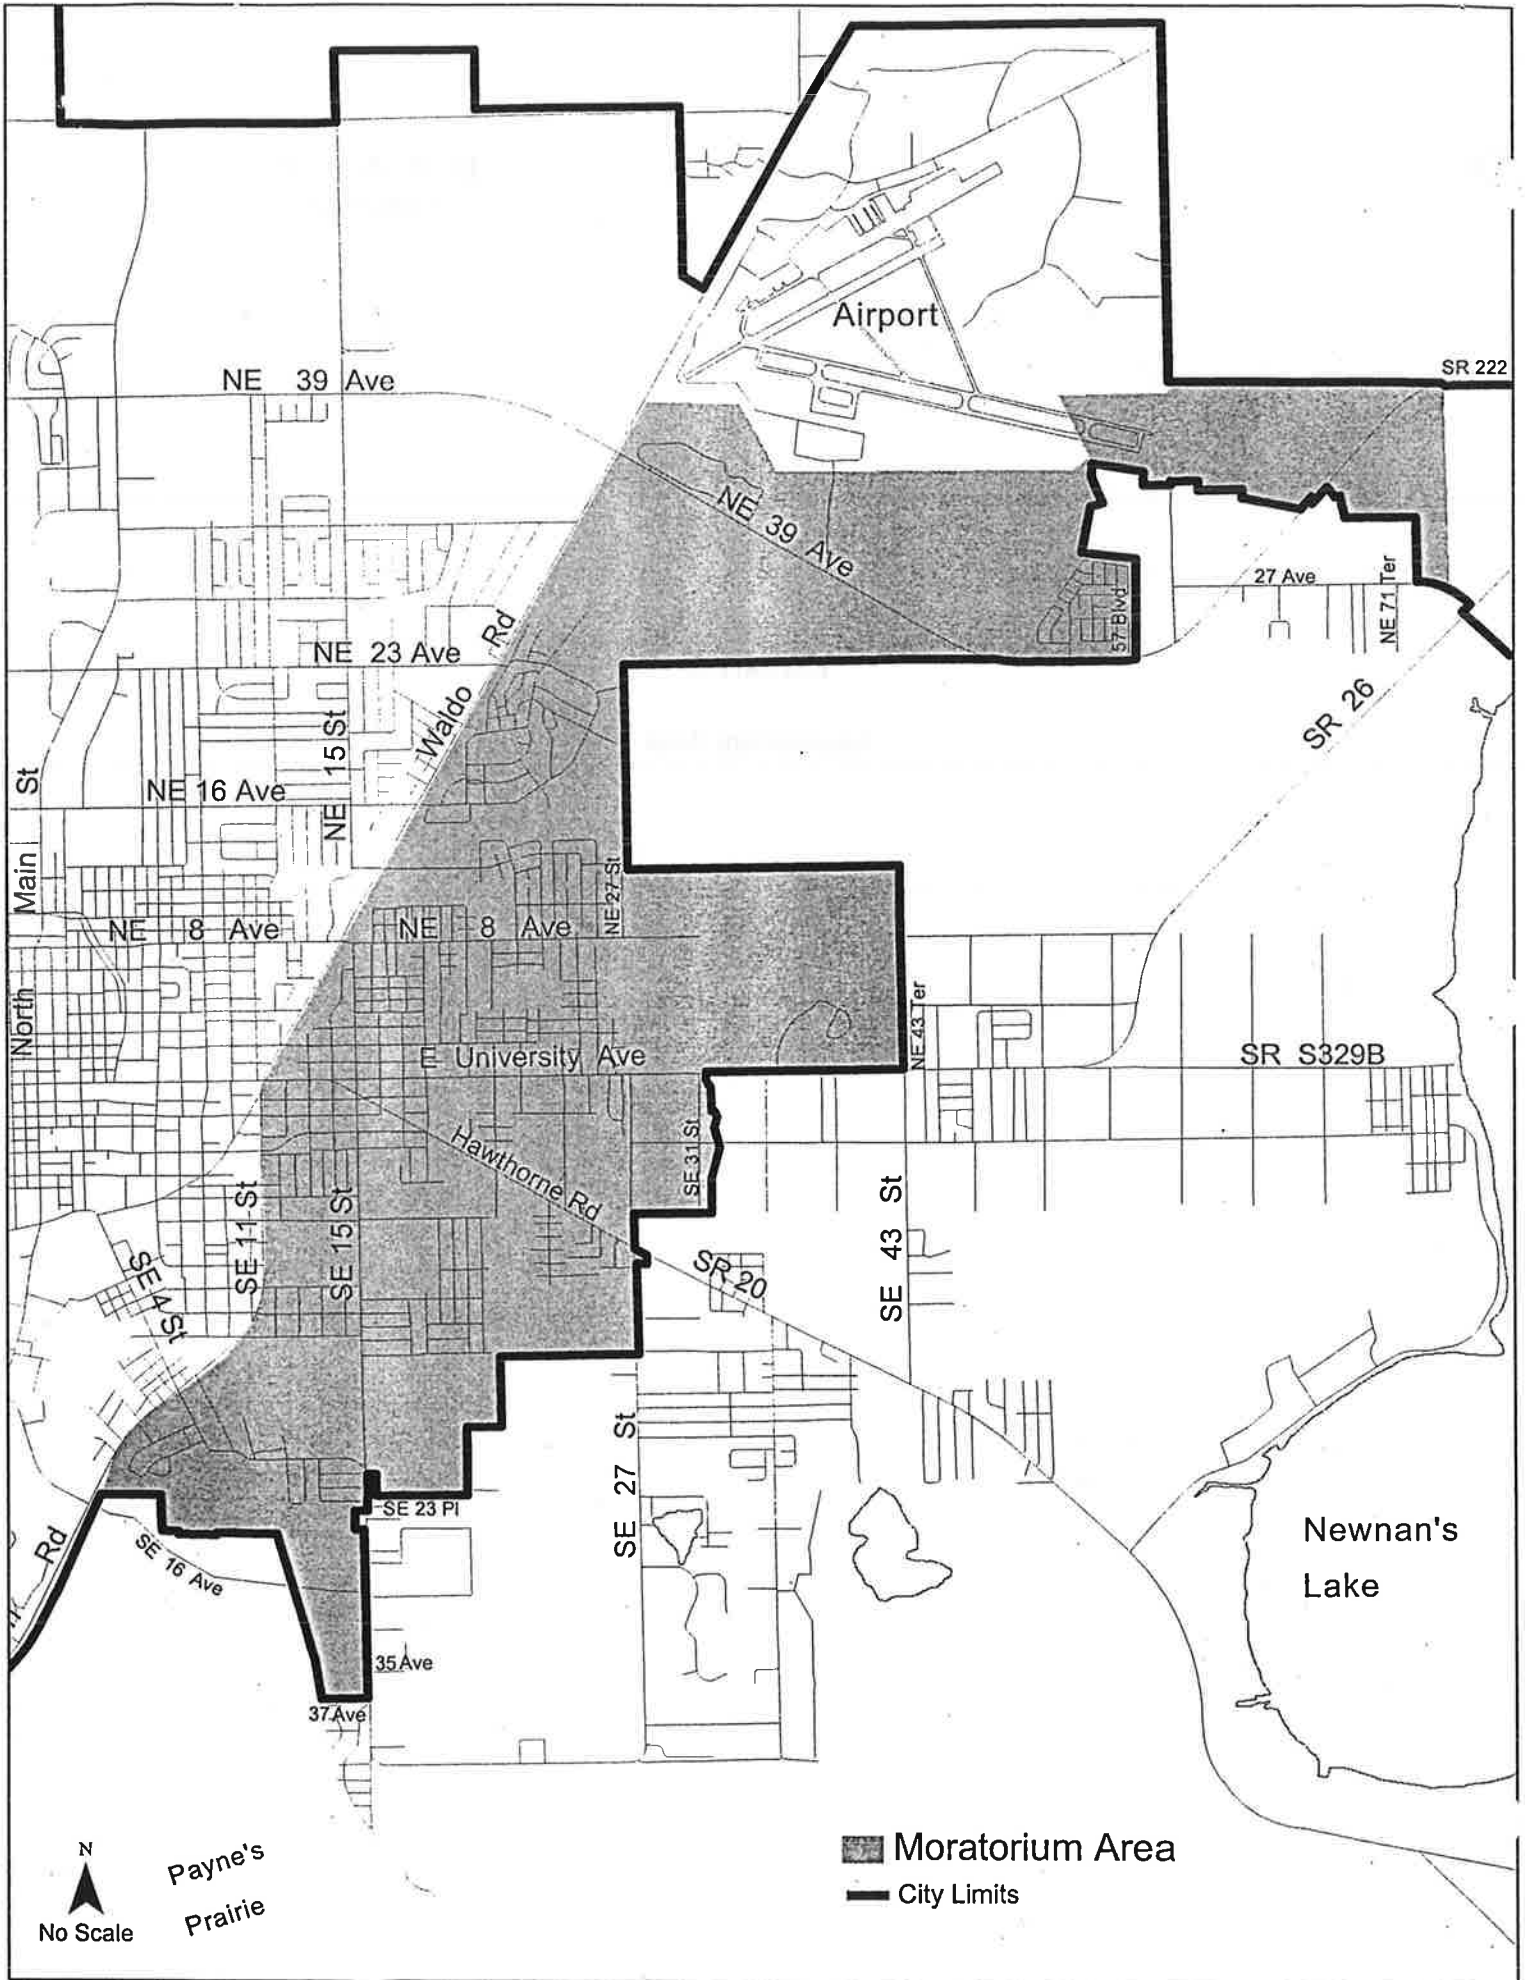 Airport
SR 222
NE 39 Ave
NE 39 Ave
27 Ave
NE 71 Ter
57 Blvd
Waldo Rd
NE 23 Ave
SR 26
NE 15 St
NE 16 Ave
North Main St
NE 27 St
NE 8 Ave
NE 8 Ave
NE 43 Ter
E University Ave
SR S329B
Hawthorne Rd
SE 31 St
SE 11 St
SE 15 St
SE 43 St
SE 4 St
SR 20
SE 27 St
SE 23 Pl
Rd
SE 16 Ave
Newnan's
Lake
35 Ave
37 Ave
Moratorium Area
City Limits
N
No Scale
Payne's
Prairie